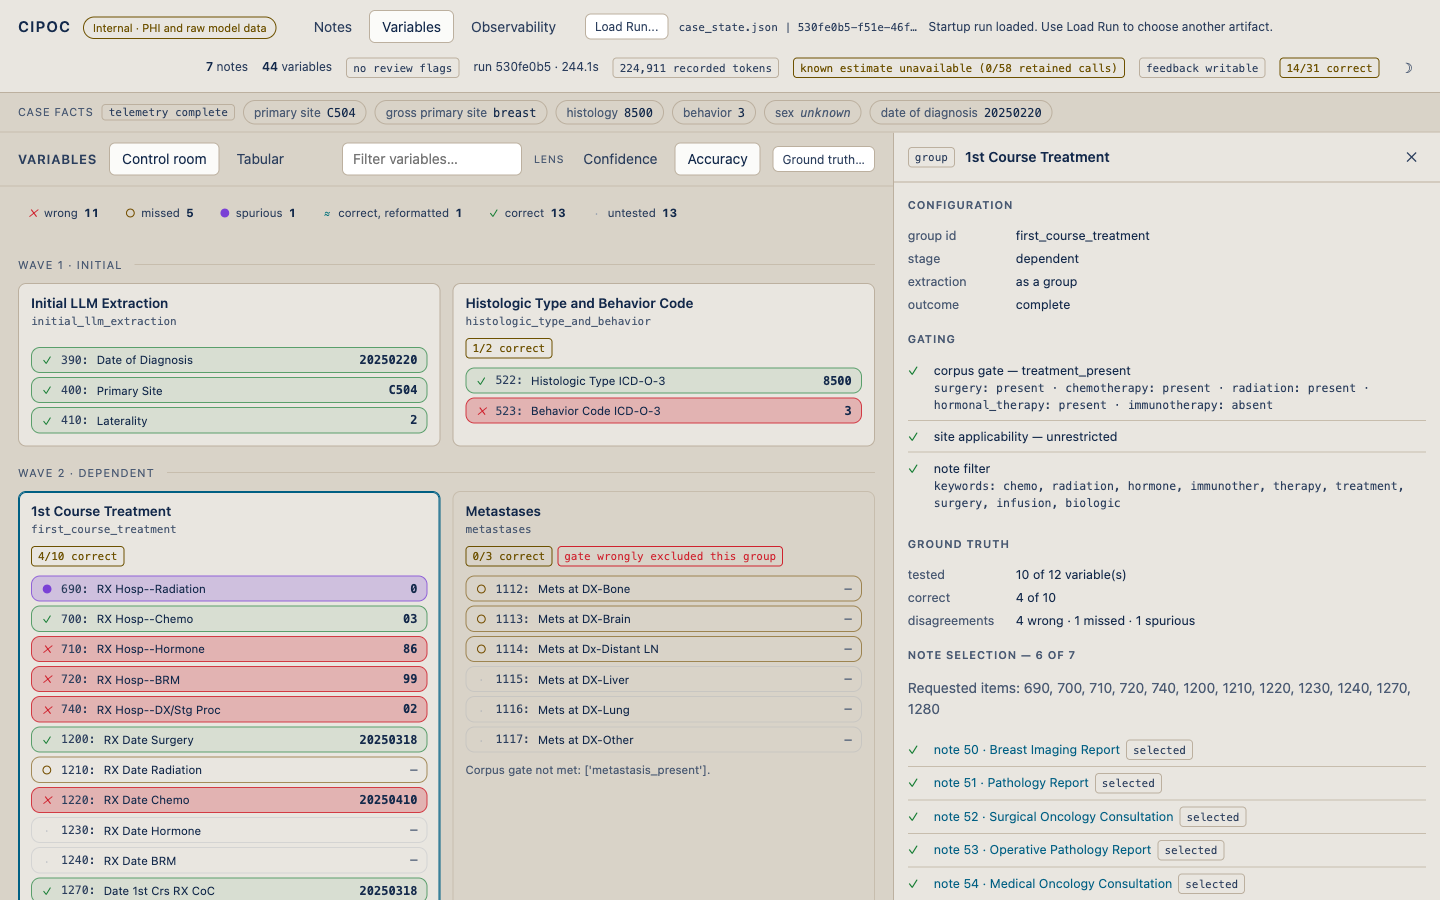 CIPOC Internal · PHI and raw model data Notes Variables Observability Load Run... case_state.json | 530fe0b5-f51e-46f… Startup run loaded. Use Load Run to choose another artifact.
7 notes 44 variables no review flags run 530fe0b5 · 244.1s 224,911 recorded tokens known estimate unavailable (0/58 retained calls) feedback writable 14/31 correct
CASE FACTS telemetry complete primary site C504 gross primary site breast histology 8500 behavior 3 sex unknown date of diagnosis 20250220
VARIABLES Control room Tabular Filter variables... LENS Confidence Accuracy Ground truth...
wrong 11 missed 5 spurious 1 ≈ correct, reformatted 1 correct 13 · untested 13
WAVE 1 · INITIAL
Initial LLM Extraction
initial_llm_extraction
390: Date of Diagnosis 20250220
400: Primary Site C504
410: Laterality 2
Histologic Type and Behavior Code
histologic_type_and_behavior
1/2 correct
522: Histologic Type ICD-O-3 8500
523: Behavior Code ICD-O-3 3
WAVE 2 · DEPENDENT
1st Course Treatment
first_course_treatment
4/10 correct
690: RX Hosp--Radiation 0
700: RX Hosp--Chemo 03
710: RX Hosp--Hormone 86
720: RX Hosp--BRM 99
740: RX Hosp--DX/Stg Proc 02
1200: RX Date Surgery 20250318
1210: RX Date Radiation —
1220: RX Date Chemo 20250410
1230: RX Date Hormone —
1240: RX Date BRM —
1270: Date 1st Crs RX CoC 20250318
Metastases
metastases
0/3 correct gate wrongly excluded this group
1112: Mets at DX-Bone —
1113: Mets at DX-Brain —
1114: Mets at Dx-Distant LN —
1115: Mets at DX-Liver —
1116: Mets at DX-Lung —
1117: Mets at DX-Other —
Corpus gate not met: ['metastasis_present'].
group 1st Course Treatment
CONFIGURATION
group id first_course_treatment
stage dependent
extraction as a group
outcome complete
GATING
corpus gate — treatment_present
surgery: present · chemotherapy: present · radiation: present ·
hormonal_therapy: present · immunotherapy: absent
site applicability — unrestricted
note filter
keywords: chemo, radiation, hormone, immunother, therapy, treatment,
surgery, infusion, biologic
GROUND TRUTH
tested 10 of 12 variable(s)
correct 4 of 10
disagreements 4 wrong · 1 missed · 1 spurious
NOTE SELECTION — 6 OF 7
Requested items: 690, 700, 710, 720, 740, 1200, 1210, 1220, 1230, 1240, 1270,
1280
note 50 · Breast Imaging Report selected
note 51 · Pathology Report selected
note 52 · Surgical Oncology Consultation selected
note 53 · Operative Pathology Report selected
note 54 · Medical Oncology Consultation selected